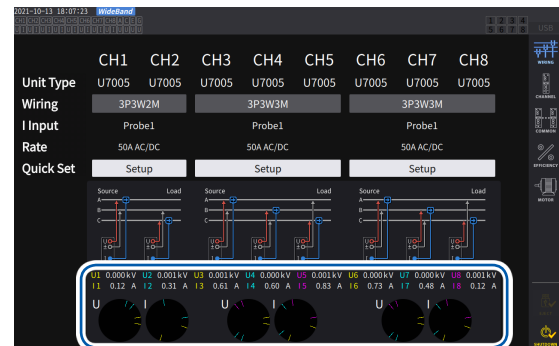 2021-10-13 18:07:23 WideBand
CH1 CH2 CH3 CH4 CH5 CH6 CH7 CH8
Unit Type U7005 U7005 U7005 U7005 U7005 U7005 U7005 U7005
Wiring 3P3W2M 3P3W3M 3P3W3M
I Input Probe1 Probe1 Probe1
Rate 50A AC/DC 50A AC/DC 50A AC/DC
Quick Set Setup Setup Setup
Source Load Source Load Source Load
A A A
B B B
C C C
U1 0.000 kV U2 0.001 kV U3 0.001 kV U4 0.000 kV U5 0.001 kV U6 0.000 kV U7 0.000 kV U8 0.001 kV
I1 0.12 A I2 0.31 A I3 0.61 A I4 0.60 A I5 0.83 A I6 0.73 A I7 0.48 A I8 0.12 A
U I U I U I
USB
WIRING
CHANNEL
COMMON
EFFICIENCY
MOTOR
SHUTDOWN